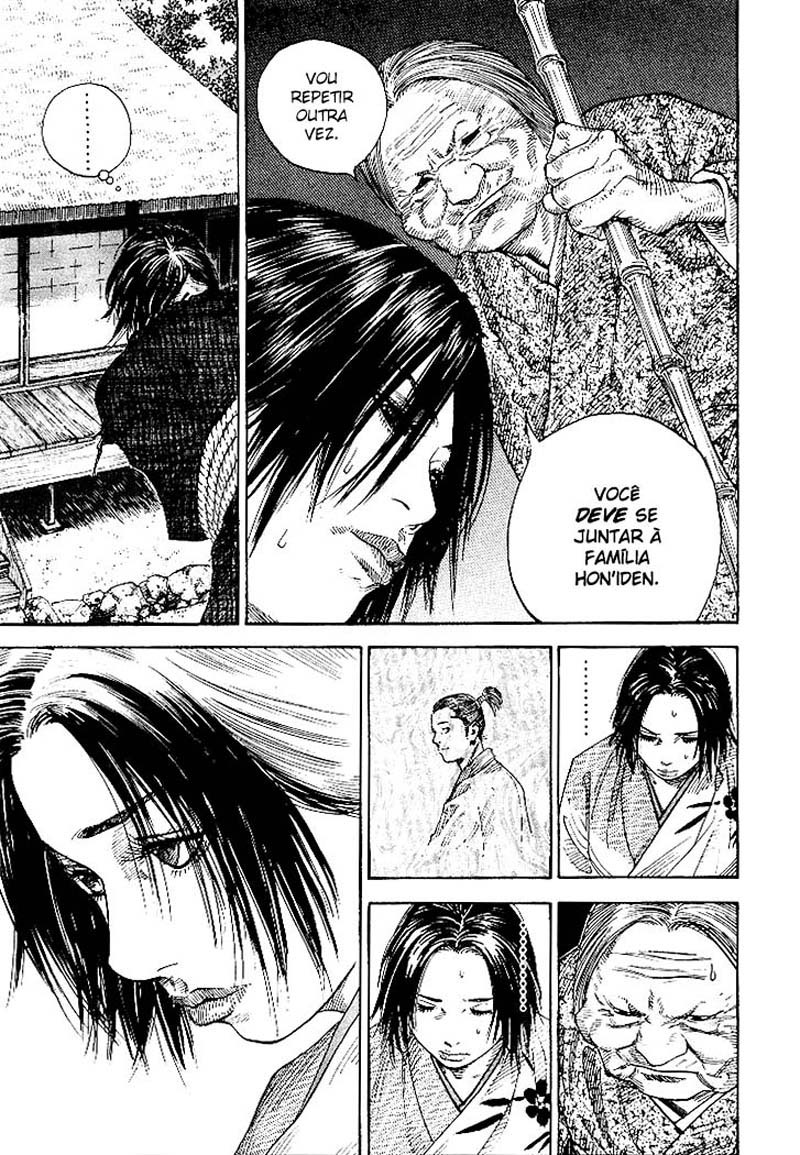 VOU
REPETIR
OUTRA
VEZ.
VOCÊ
DEVE SE
JUNTAR À
FAMÍLIA
HON'IDEN.
........
........